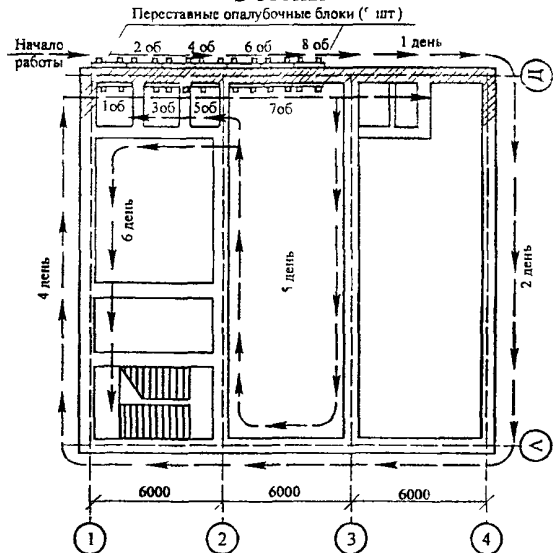 Переставные опалубочные блоки ( шт )
Начало работы
2 об 4 об 6 об 8 об 1 день
Д
1об 3об 5об 7об
4 день
6 день
5 день
2 день
А
6000 6000 6000
1 2 3 4